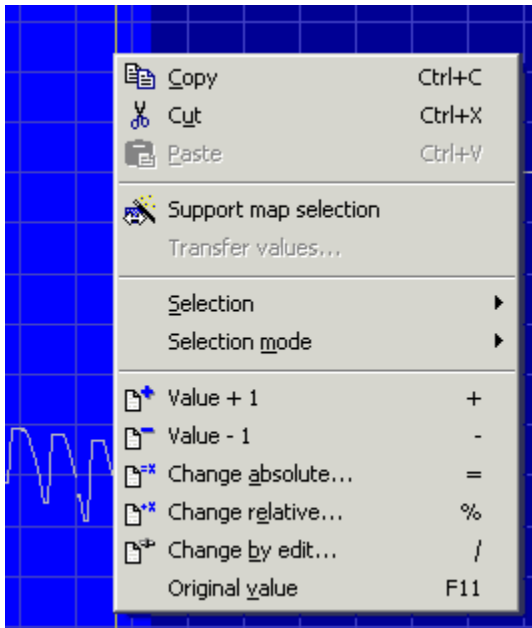 Copy Ctrl+C
Cut Ctrl+X
Paste Ctrl+V
Support map selection
Transfer values...
Selection
Selection mode
Value + 1 +
Value - 1 -
Change absolute... =
Change relative... %
Change by edit... /
Original value F11